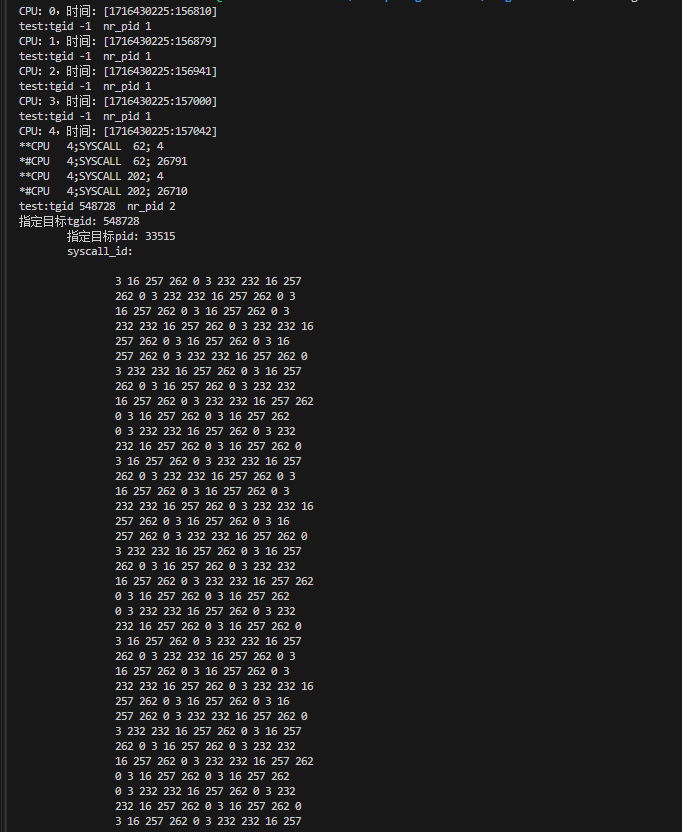 CPU: 0, 时间: [1716430225:156810]
test:tgid -1  nr_pid 1
CPU: 1, 时间: [1716430225:156879]
test:tgid -1  nr_pid 1
CPU: 2, 时间: [1716430225:156941]
test:tgid -1  nr_pid 1
CPU: 3, 时间: [1716430225:157000]
test:tgid -1  nr_pid 1
CPU: 4, 时间: [1716430225:157042]
**CPU   4;SYSCALL  62; 4
*#CPU   4;SYSCALL  62; 26791
**CPU   4;SYSCALL 202; 4
*#CPU   4;SYSCALL 202; 26710
test:tgid 548728  nr_pid 2
指定目标tgid: 548728
指定目标pid: 33515
syscall_id:
3 16 257 262 0 3 232 232 16 257
262 0 3 232 232 16 257 262 0 3
16 257 262 0 3 16 257 262 0 3
232 232 16 257 262 0 3 232 232 16
257 262 0 3 16 257 262 0 3 16
257 262 0 3 232 232 16 257 262 0
3 232 232 16 257 262 0 3 16 257
262 0 3 16 257 262 0 3 232 232
16 257 262 0 3 232 232 16 257 262
0 3 16 257 262 0 3 16 257 262
0 3 232 232 16 257 262 0 3 232
232 16 257 262 0 3 16 257 262 0
3 16 257 262 0 3 232 232 16 257
262 0 3 232 232 16 257 262 0 3
16 257 262 0 3 16 257 262 0 3
232 232 16 257 262 0 3 232 232 16
257 262 0 3 16 257 262 0 3 16
257 262 0 3 232 232 16 257 262 0
3 232 232 16 257 262 0 3 16 257
262 0 3 16 257 262 0 3 232 232
16 257 262 0 3 232 232 16 257 262
0 3 16 257 262 0 3 16 257 262
0 3 232 232 16 257 262 0 3 232
232 16 257 262 0 3 16 257 262 0
3 16 257 262 0 3 232 232 16 257
262 0 3 232 232 16 257 262 0 3
16 257 262 0 3 16 257 262 0 3
232 232 16 257 262 0 3 232 232 16
257 262 0 3 16 257 262 0 3 16
257 262 0 3 232 232 16 257 262 0
3 232 232 16 257 262 0 3 16 257
262 0 3 16 257 262 0 3 232 232
16 257 262 0 3 232 232 16 257 262
0 3 16 257 262 0 3 16 257 262
0 3 232 232 16 257 262 0 3 232
232 16 257 262 0 3 16 257 262 0
3 16 257 262 0 3 232 232 16 257